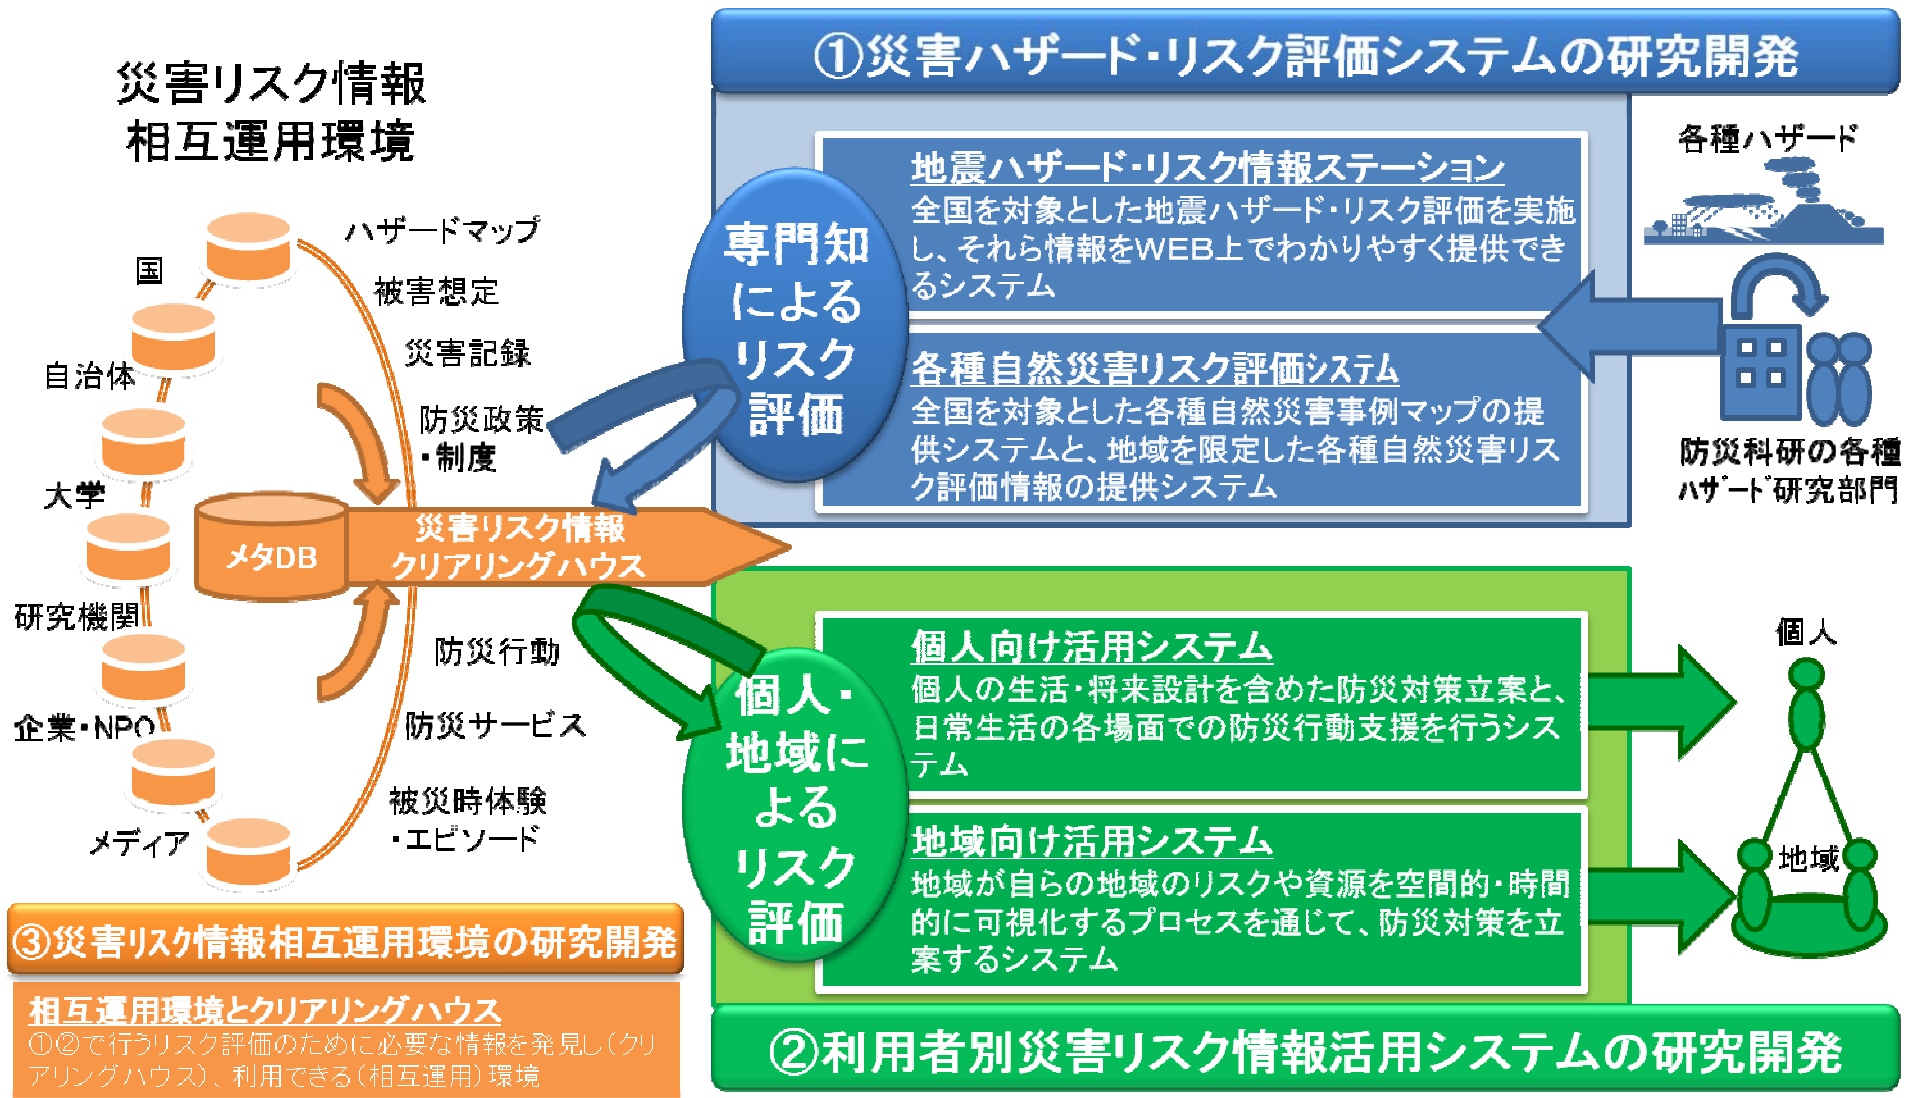 ①災害ハザード・リスク評価システムの研究開発
災害リスク情報
相互運用環境
ハザードマップ
被害想定
災害記録
防災政策
・制度
国
自治体
大学
研究機関
企業・NPO
メディア
メタDB
災害リスク情報
クリアリングハウス
防災行動
防災サービス
被災時体験
・エピソード
専門知
による
リスク
評価
地震ハザード・リスク情報ステーション
全国を対象とした地震ハザード・リスク評価を実施
し、それら情報をWEB上でわかりやすく提供でき
るシステム
各種自然災害リスク評価システム
全国を対象とした各種自然災害事例マップの提
供システムと、地域を限定した各種自然災害リス
ク評価情報の提供システム
各種ハザード
防災科研の各種
ハザード研究部門
個人・
地域に
よる
リスク
評価
個人向け活用システム
個人の生活・将来設計を含めた防災対策立案と、
日常生活の各場面での防災行動支援を行うシス
テム
地域向け活用システム
地域が自らの地域のリスクや資源を空間的・時間
的に可視化するプロセスを通じて、防災対策を立
案するシステム
個人
地域
③災害リスク情報相互運用環境の研究開発
相互運用環境とクリアリングハウス
①②で行うリスク評価のために必要な情報を発見し（クリ
アリングハウス）、利用できる（相互運用）環境
②利用者別災害リスク情報活用システムの研究開発